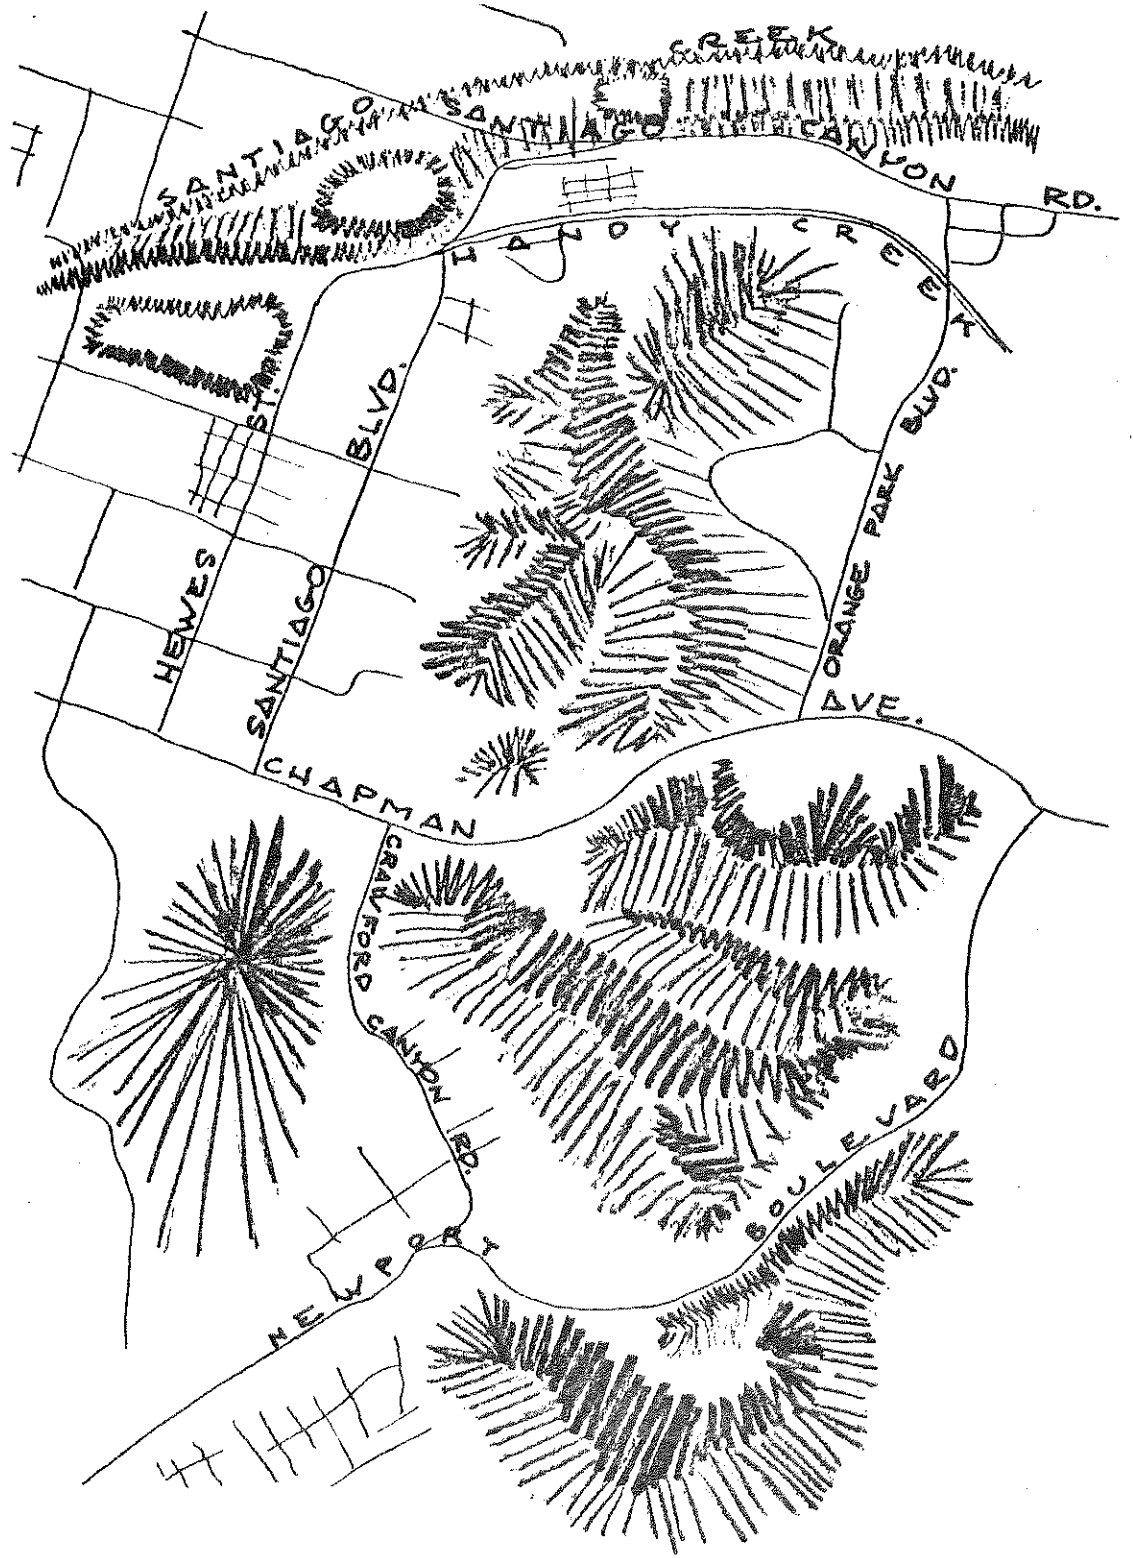 SANTIAGO CREEK
SANTIAGO CANYON RD.
HANDY CREEK
HEWES ST.
SANTIAGO BLVD.
ORANGE PARK BLVD.
CHAPMAN AVE.
CRAWFORD CANYON RD.
NEWPORT BOULEVARD